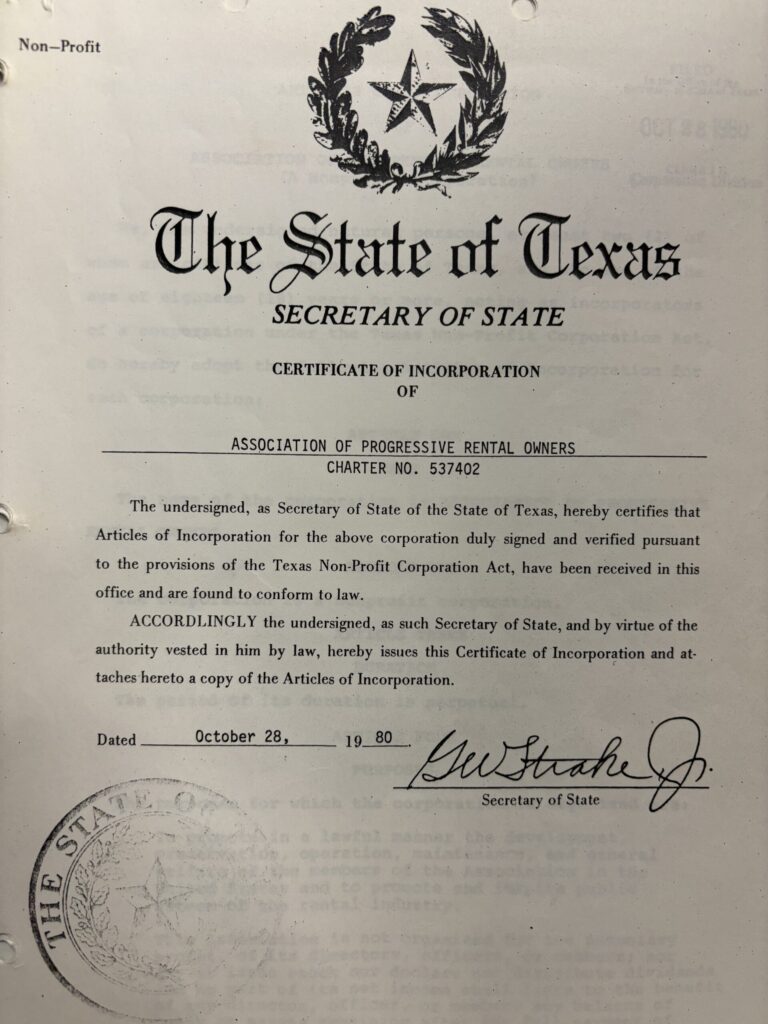 Non—Profit
The State of Texas
SECRETARY OF STATE
CERTIFICATE OF INCORPORATION
OF
ASSOCIATION OF PROGRESSIVE RENTAL OWNERS
CHARTER NO. 537402
The undersigned, as Secretary of State of the State of Texas, hereby certifies that
Articles of Incorporation for the above corporation duly signed and verified pursuant
to the provisions of the Texas Non-Profit Corporation Act, have been received in this
office and are found to conform to law.
ACCORDLINGLY the undersigned, as such Secretary of State, and by virtue of the
authority vested in him by law, hereby issues this Certificate of Incorporation and at-
taches hereto a copy of the Articles of Incorporation.
Dated October 28, 19 80.
GWStrake, Jr.
Secretary of State
THE STATE OF